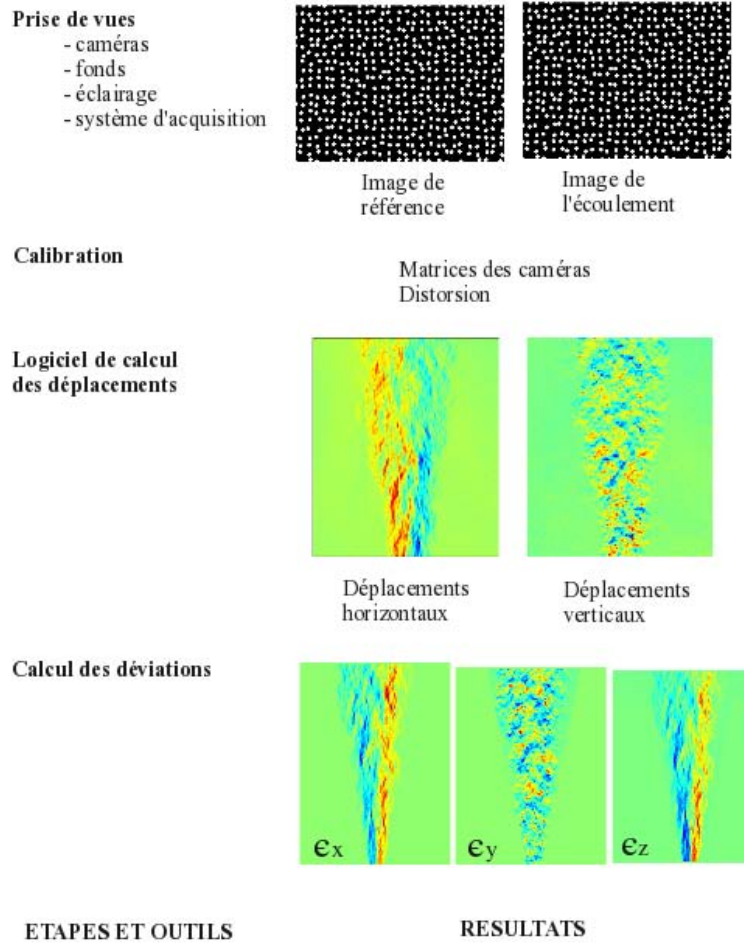 Prise de vues
- caméras
- fonds
- éclairage
- système d'acquisition
Image de
référence
Image de
l'écoulement
Calibration
Matrices des caméras
Distorsion
Logiciel de calcul
des déplacements
Déplacements
horizontaux
Déplacements
verticaux
Calcul des déviations
ϵx
ϵy
ϵz
ETAPES ET OUTILS
RESULTATS